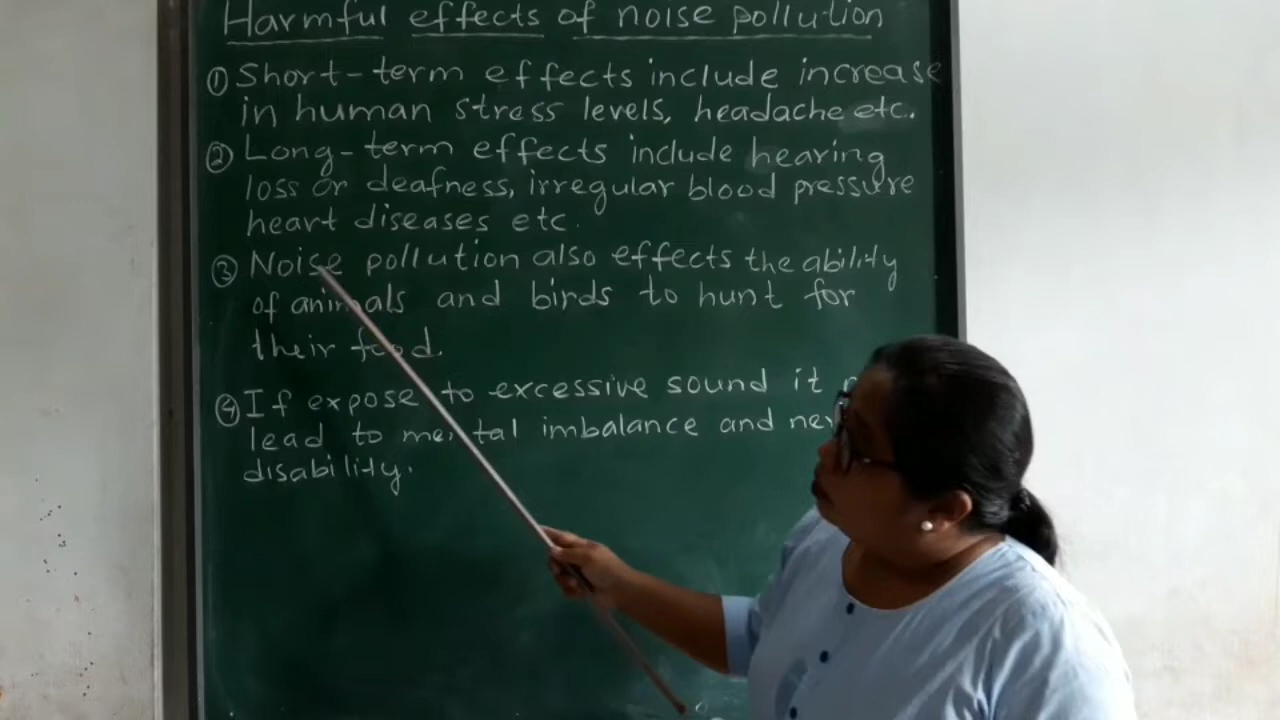 Harmful effects of noise pollution
① Short-term effects include increase
in human stress levels, headache etc.
② Long-term effects include hearing
loss or deafness, irregular blood pressure
heart diseases etc.
③ Noise pollution also effects the ability
of animals and birds to hunt for
their food.
④ If expose to excessive sound it
lead to mental imbalance and
disability.